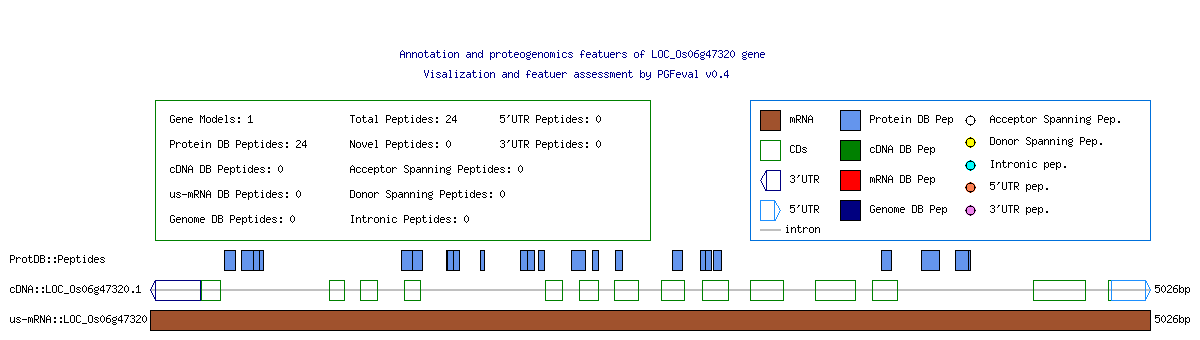 Annotation and proteogenomics featuers of LOC_Os06g47320 gene
Visalization and featuer assessment by PGFeval v0.4
Gene Models: 1
Total Peptides: 24
5'UTR Peptides: 0
Protein DB Peptides: 24
Novel Peptides: 0
3'UTR Peptides: 0
cDNA DB Peptides: 0
Acceptor Spanning Peptides: 0
us-mRNA DB Peptides: 0
Donor Spanning Peptides: 0
Genome DB Peptides: 0
Intronic Peptides: 0
mRNA
Protein DB Pep
Acceptor Spanning Pep.
Donor Spanning Pep.
CDs
cDNA DB Pep
Intronic pep.
3'UTR
mRNA DB Pep
5'UTR pep.
5'UTR
Genome DB Pep
3'UTR pep.
intron
ProtDB::Peptides
cDNA::LOC_Os06g47320.1
5026bp
us-mRNA::LOC_Os06g47320
5026bp